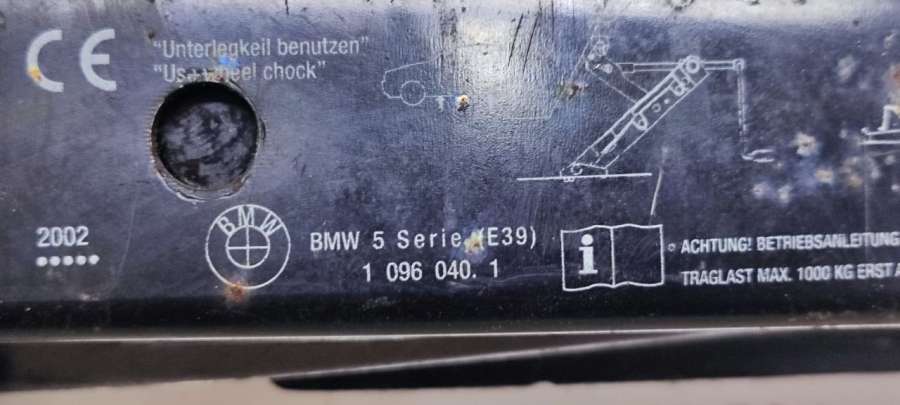 CE
"Unterlegkeil benutzen"
"Use wheel chock"
2002
BMW
BMW 5 Serie (E39)
1 096 040. 1
i
ACHTUNG! BETRIEBSANLEITUNG
TRAGLAST MAX. 1000 KG ERST A